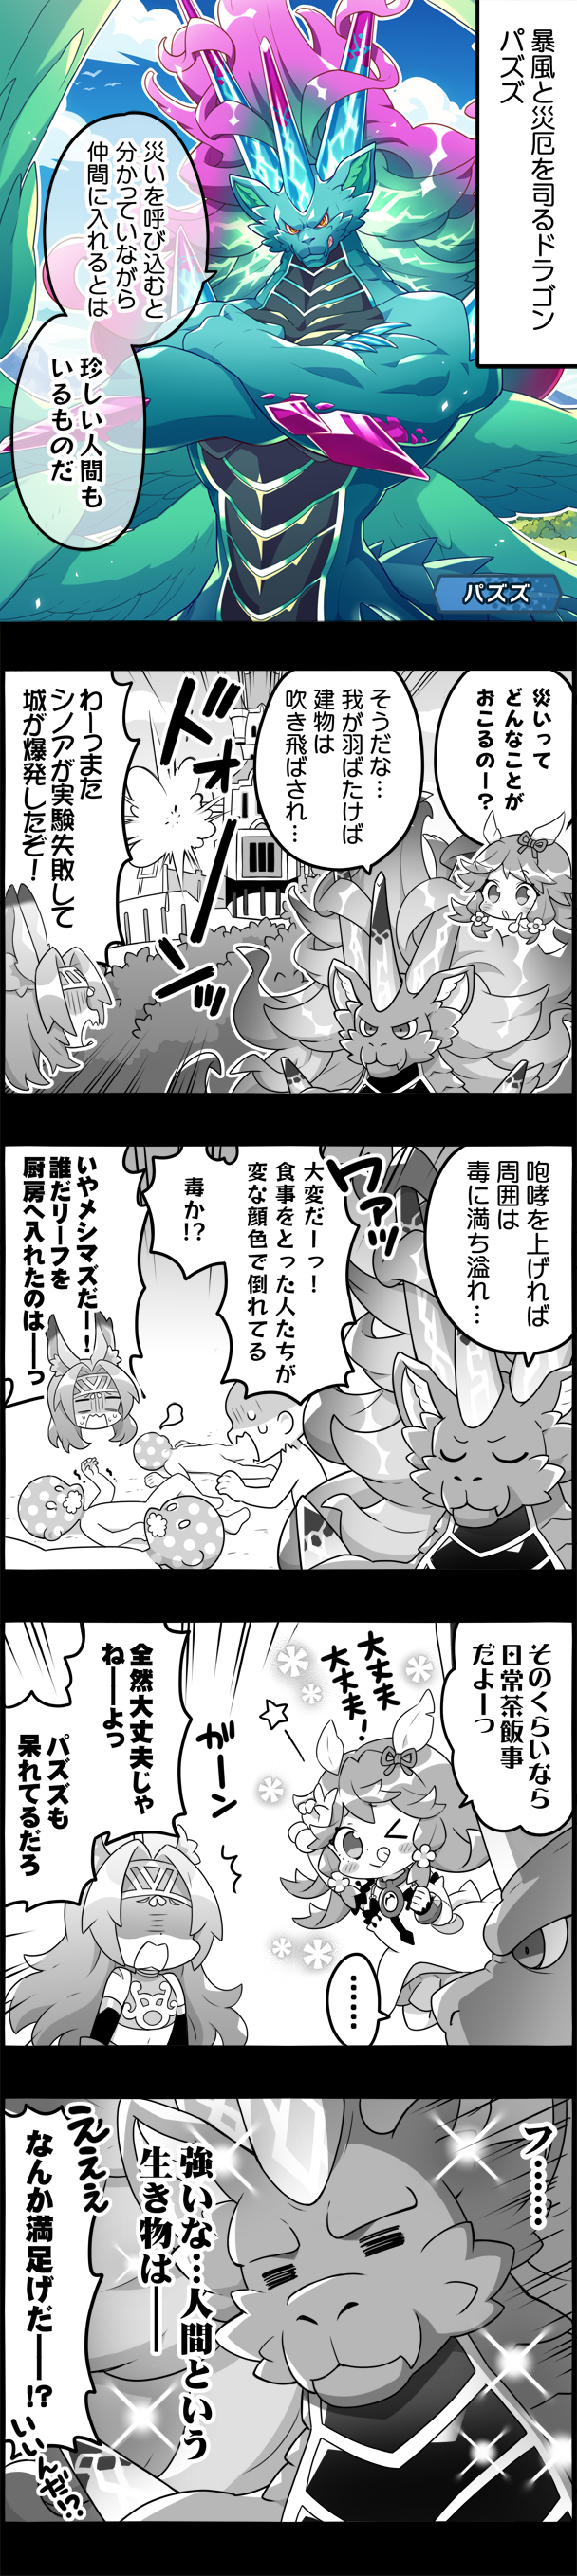 暴風と災厄を司るドラゴン
パズズ
災いを呼び込むと
分かっていながら
仲間に入れるとは
珍しい人間も
いるものだ
パズズ
災いって
どんなことが
おこるのー?
そうだな…
我が羽ばたけば
建物は
吹き飛ばされ…
ドォーンッ
わーっまた
シノアが実験失敗して
城が爆発したぞ!
咆哮を上げれば
周囲は
毒に満ち溢れ…
ワァッ
大変だーっ!
食事をとった人たちが
変な顔色で倒れてる
毒か!?
いやメシマズだー!
誰だリーフを
厨房へ入れたのは──っ
そのくらいなら
日常茶飯事
だよーっ
大丈夫
大丈夫!
……
ガーン
全然大丈夫じゃ
ねーよっ
パズズも
呆れてるだろ
フ……
強いな…人間という
生き物は──
えええ
なんか満足げだ──!?
いいんだ!?